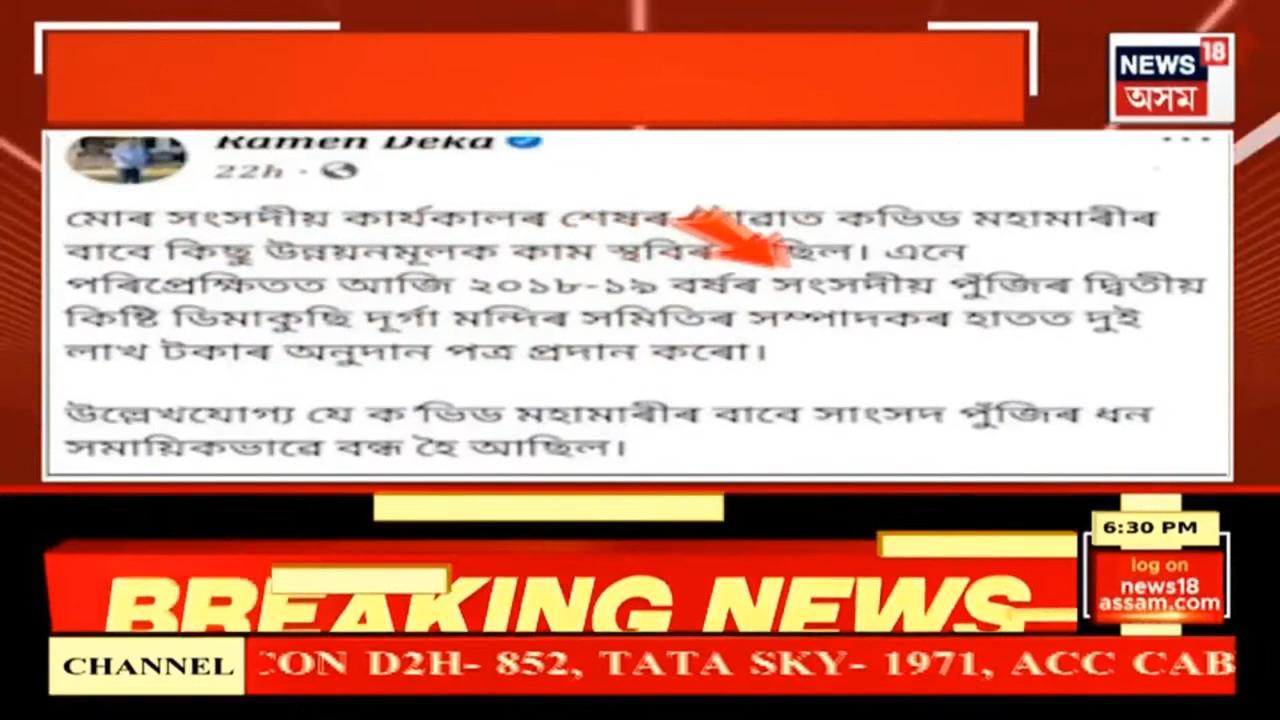 NEWS 18
অসম
Ramen Deka
22h ·
মোৰ সংসদীয় কাৰ্যকালৰ শেষৰ কভিড মহামাৰীৰ
বাবে কিছু উন্নয়নমূলক কাম স্থবিৰ এনে
পৰিপ্ৰেক্ষিতত আজি ২০১৮-১৯ বৰ্ষৰ সংসদীয় পুঁজিৰ দ্বিতীয়
কিষ্টি ডিমাকুছি দূৰ্গা মন্দিৰ সমিতিৰ সম্পাদকৰ হাতত দুই
লাখ টকাৰ অনুদান পত্ৰ প্ৰদান কৰো।
উল্লেখযোগ্য যে ক'ভিড মহামাৰীৰ বাবে সাংসদ পুঁজিৰ ধন
সমায়িকভাৱে বন্ধ হৈ আছিল।
6:30 PM
log on
news18
assam.com
BREAKING NEWS
CHANNEL CON D2H- 852, TATA SKY- 1971, ACC CAB